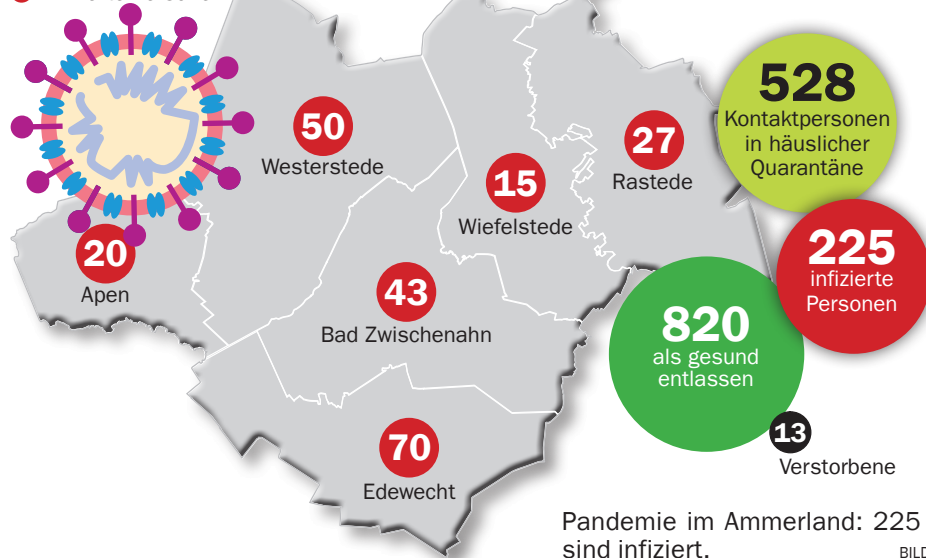 50
Westerstede
27
Rastede
15
Wiefelstede
20
Apen
43
Bad Zwischenahn
70
Edewecht
528
Kontaktpersonen
in häuslicher
Quarantäne
225
infizierte
Personen
820
als gesund
entlassen
13
Verstorbene
Pandemie im Ammerland: 225
sind infiziert.
BILD